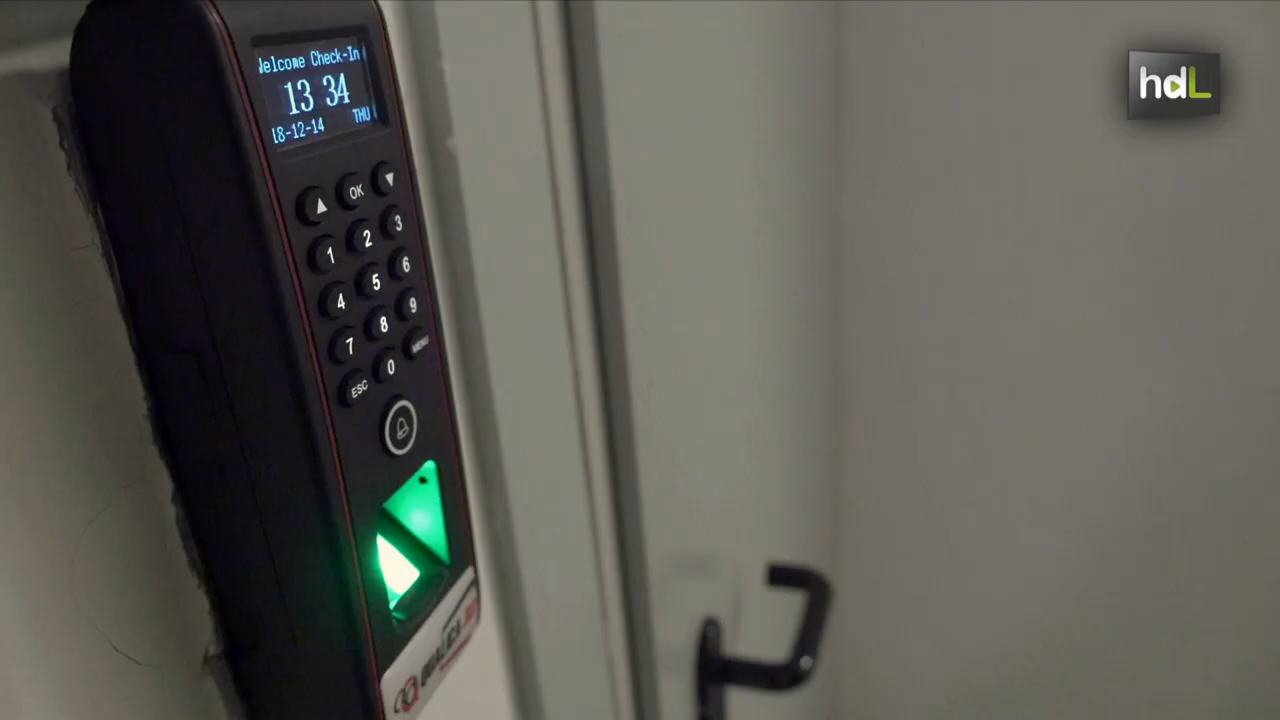 Welcome Check-In
13 34
18-12-14 THU
hdL
▲ OK ▼
1 2 3
4 5 6
7 8 9
ESC 0 MENU